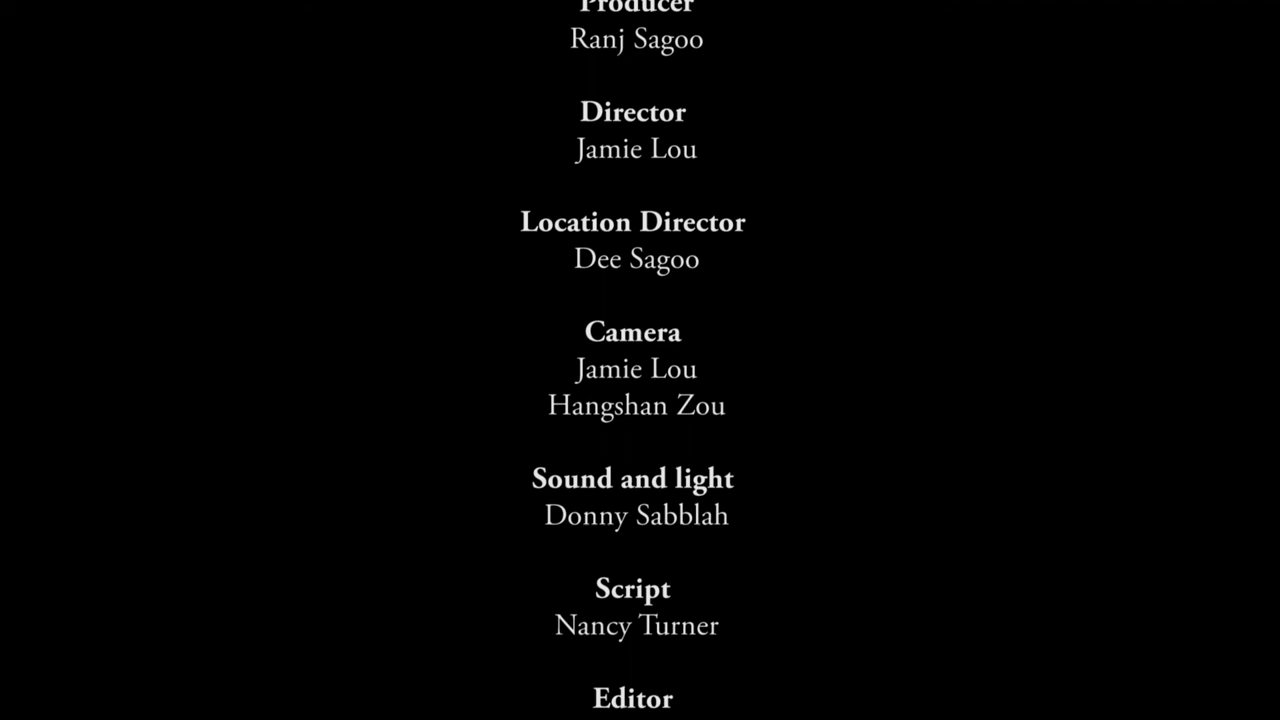 Producer
Ranj Sagoo
Director
Jamie Lou
Location Director
Dee Sagoo
Camera
Jamie Lou
Hangshan Zou
Sound and light
Donny Sabblah
Script
Nancy Turner
Editor